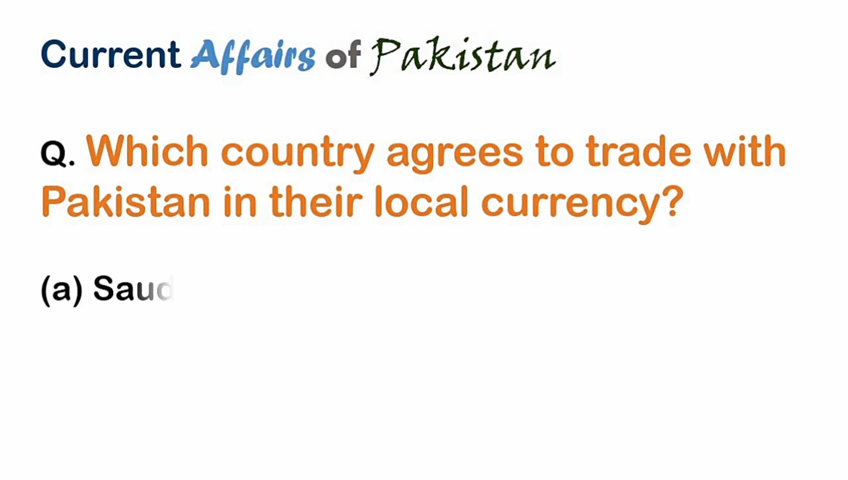 Current Affairs of Pakistan
Q. Which country agrees to trade with
Pakistan in their local currency?
(a) Saud